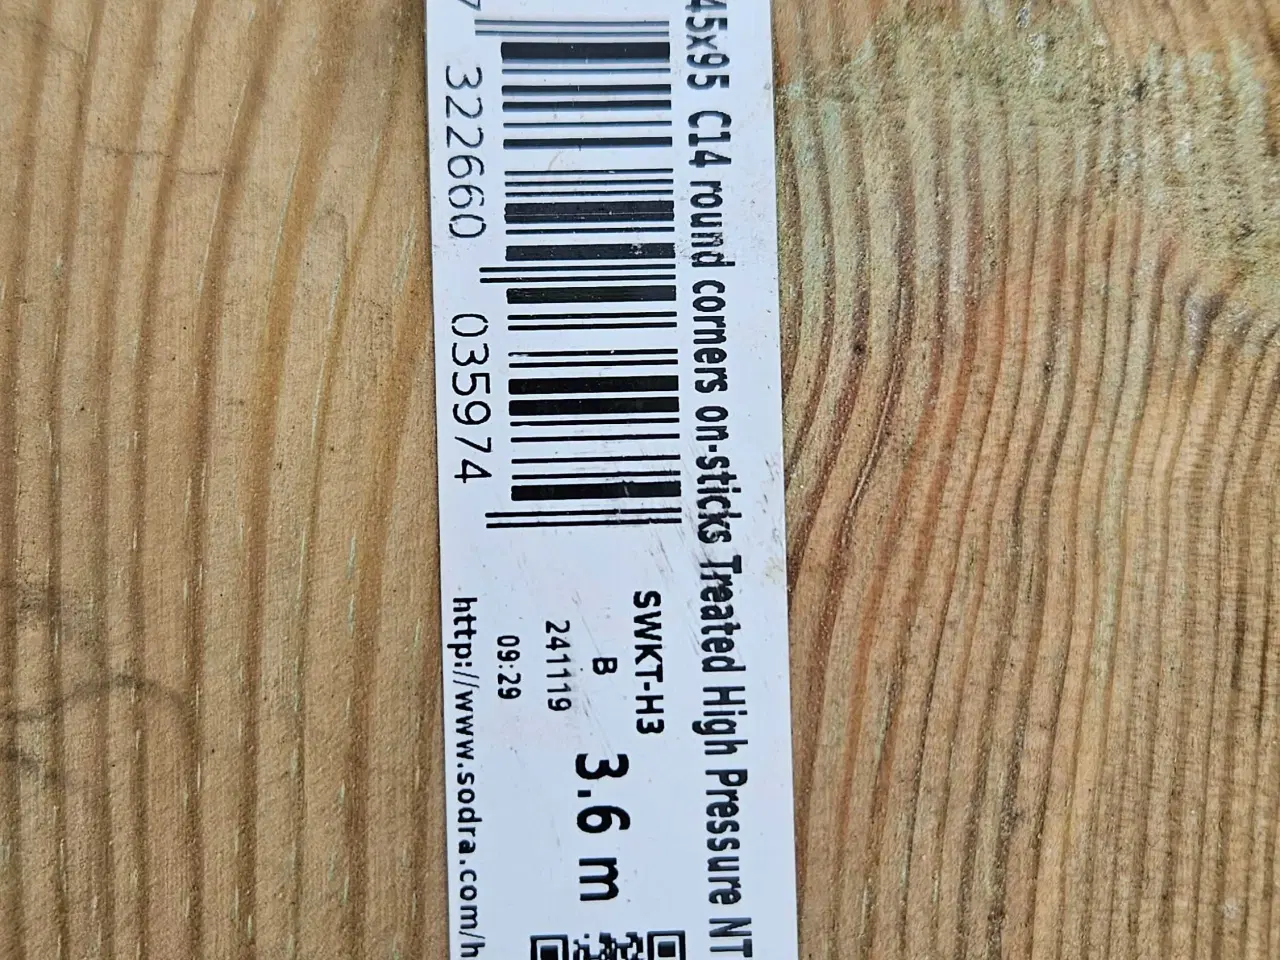 45x95 C14 round corners on-sticks Treated High Pressure NT
SWKT-H3
B
241119
09:29
3.6 m
7 322660 035974
http://www.sodra.com/h